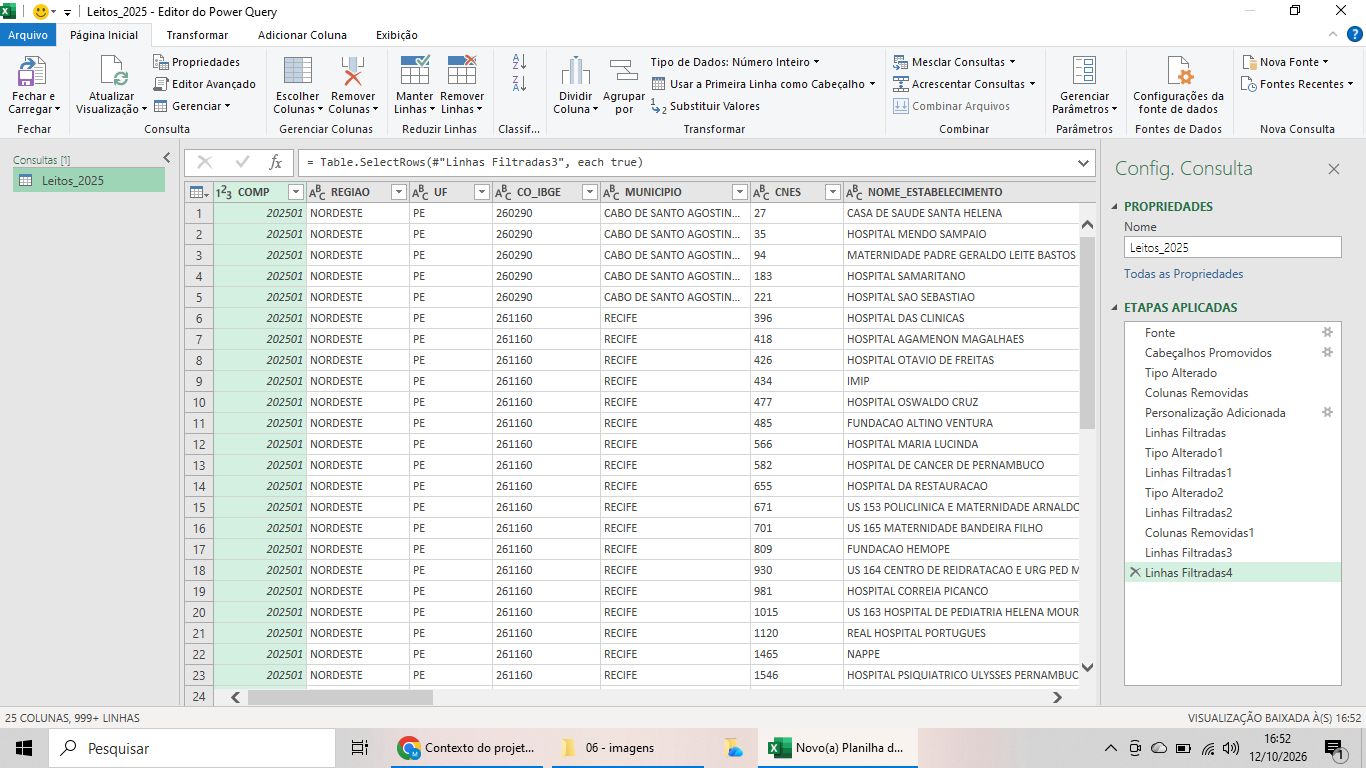 Leitos_2025 - Editor do Power Query
Arquivo Página Inicial Transformar Adicionar Coluna Exibição
Fechar e Carregar
Fechar
Atualizar Visualização
Propriedades
Editor Avançado
Gerenciar
Consulta
Escolher Colunas
Remover Colunas
Gerenciar Colunas
Manter Linhas
Remover Linhas
Reduzir Linhas
Classif...
Dividir Coluna
Agrupar por
Tipo de Dados: Número Inteiro
Usar a Primeira Linha como Cabeçalho
Substituir Valores
Transformar
Mesclar Consultas
Acrescentar Consultas
Combinar Arquivos
Combinar
Gerenciar Parâmetros
Parâmetros
Configurações da fonte de dados
Fontes de Dados
Nova Fonte
Fontes Recentes
Nova Consulta
Consultas [1]
Leitos_2025
fx = Table.SelectRows(#"Linhas Filtradas3", each true)
123 COMP ABC REGIAO ABC UF ABC CO_IBGE ABC MUNICIPIO ABC CNES ABC NOME_ESTABELECIMENTO
1 202501 NORDESTE PE 260290 CABO DE SANTO AGOSTIN... 27 CASA DE SAUDE SANTA HELENA
2 202501 NORDESTE PE 260290 CABO DE SANTO AGOSTIN... 35 HOSPITAL MENDO SAMPAIO
3 202501 NORDESTE PE 260290 CABO DE SANTO AGOSTIN... 94 MATERNIDADE PADRE GERALDO LEITE BASTOS
4 202501 NORDESTE PE 260290 CABO DE SANTO AGOSTIN... 183 HOSPITAL SAMARITANO
5 202501 NORDESTE PE 260290 CABO DE SANTO AGOSTIN... 221 HOSPITAL SAO SEBASTIAO
6 202501 NORDESTE PE 261160 RECIFE 396 HOSPITAL DAS CLINICAS
7 202501 NORDESTE PE 261160 RECIFE 418 HOSPITAL AGAMENON MAGALHAES
8 202501 NORDESTE PE 261160 RECIFE 426 HOSPITAL OTAVIO DE FREITAS
9 202501 NORDESTE PE 261160 RECIFE 434 IMIP
10 202501 NORDESTE PE 261160 RECIFE 477 HOSPITAL OSWALDO CRUZ
11 202501 NORDESTE PE 261160 RECIFE 485 FUNDACAO ALTINO VENTURA
12 202501 NORDESTE PE 261160 RECIFE 566 HOSPITAL MARIA LUCINDA
13 202501 NORDESTE PE 261160 RECIFE 582 HOSPITAL DE CANCER DE PERNAMBUCO
14 202501 NORDESTE PE 261160 RECIFE 655 HOSPITAL DA RESTAURACAO
15 202501 NORDESTE PE 261160 RECIFE 671 US 153 POLICLINICA E MATERNIDADE ARNALDO
16 202501 NORDESTE PE 261160 RECIFE 701 US 165 MATERNIDADE BANDEIRA FILHO
17 202501 NORDESTE PE 261160 RECIFE 809 FUNDACAO HEMOPE
18 202501 NORDESTE PE 261160 RECIFE 930 US 164 CENTRO DE REIDRATACAO E URG PED M
19 202501 NORDESTE PE 261160 RECIFE 981 HOSPITAL CORREIA PICANCO
20 202501 NORDESTE PE 261160 RECIFE 1015 US 163 HOSPITAL DE PEDIATRIA HELENA MOUR
21 202501 NORDESTE PE 261160 RECIFE 1120 REAL HOSPITAL PORTUGUES
22 202501 NORDESTE PE 261160 RECIFE 1465 NAPPE
23 202501 NORDESTE PE 261160 RECIFE 1546 HOSPITAL PSIQUIATRICO ULYSSES PERNAMBUC
24
Config. Consulta
PROPRIEDADES
Nome
Leitos_2025
Todas as Propriedades
ETAPAS APLICADAS
Fonte
Cabeçalhos Promovidos
Tipo Alterado
Colunas Removidas
Personalização Adicionada
Linhas Filtradas
Tipo Alterado1
Linhas Filtradas1
Tipo Alterado2
Linhas Filtradas2
Colunas Removidas1
Linhas Filtradas3
Linhas Filtradas4
25 COLUNAS, 999+ LINHAS VISUALIZAÇÃO BAIXADA À(S) 16:52
Pesquisar Contexto do projet... 06 - imagens Novo(a) Planilha d... 16:52
12/10/2026
1